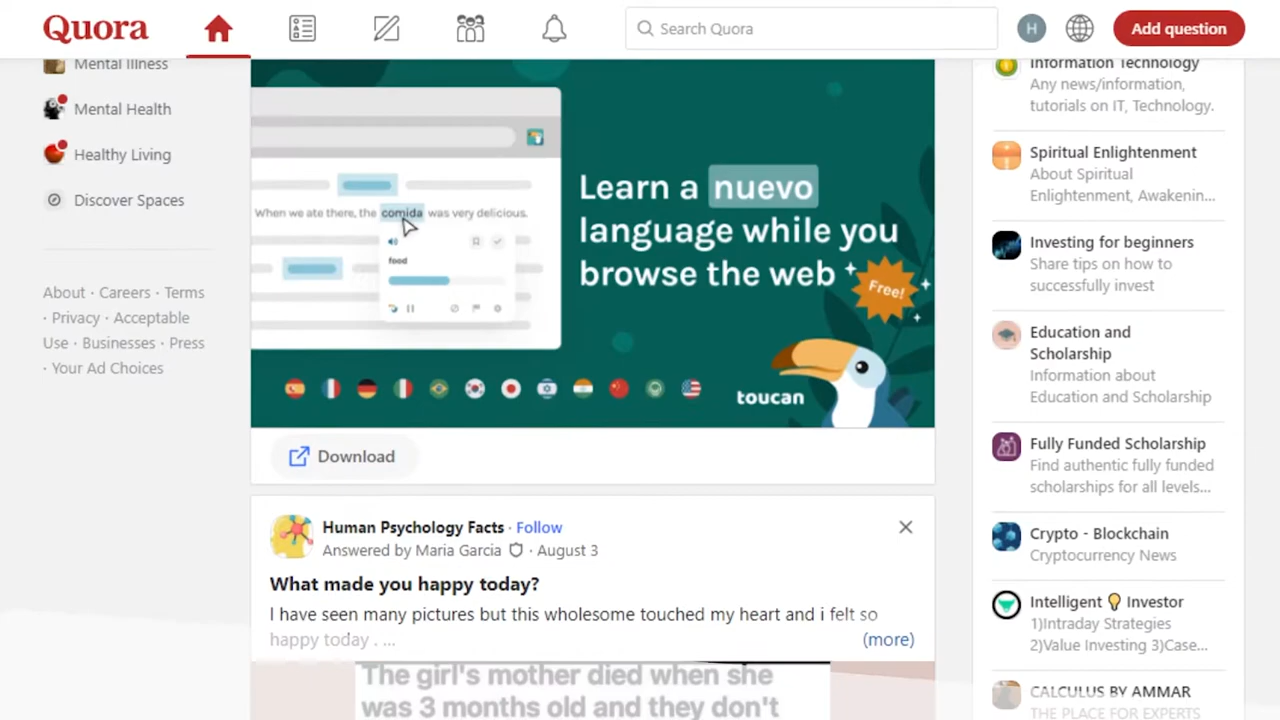 Quora
Search Quora
H
Add question
Mental Illness
Mental Health
Healthy Living
Discover Spaces
About · Careers · Terms
· Privacy · Acceptable
Use · Businesses · Press
· Your Ad Choices
When we ate there, the comida was very delicious.
food
Learn a nuevo
language while you
browse the web
Free!
toucan
Download
Human Psychology Facts · Follow
Answered by Maria Garcia · August 3
What made you happy today?
I have seen many pictures but this wholesome touched my heart and i felt so
happy today . ...
(more)
The girl's mother died when she
was 3 months old and they don't
Information Technology
Any news/information,
tutorials on IT, Technology.
Spiritual Enlightenment
About Spiritual
Enlightenment, Awakenin...
Investing for beginners
Share tips on how to
successfully invest
Education and
Scholarship
Information about
Education and Scholarship
Fully Funded Scholarship
Find authentic fully funded
scholarships for all levels...
Crypto - Blockchain
Cryptocurrency News
Intelligent 💡 Investor
1)Intraday Strategies
2)Value Investing 3)Case...
CALCULUS BY AMMAR
THE PLACE FOR EXPERTS